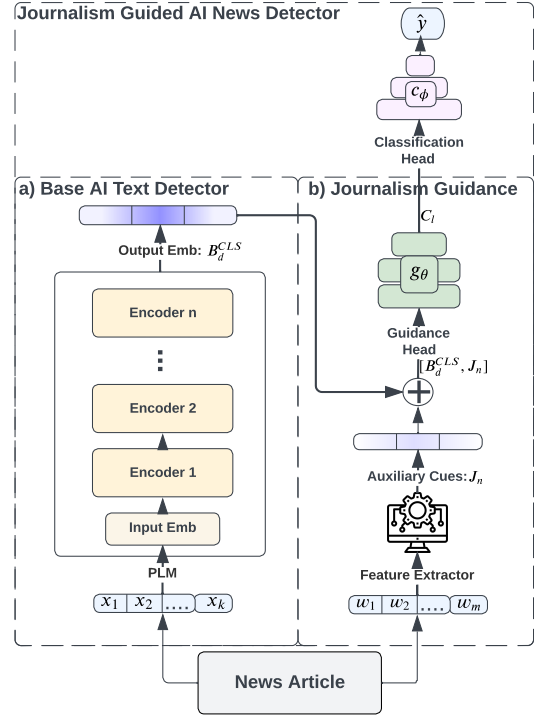 Journalism Guided AI News Detector
ŷ
c_ϕ
Classification
Head
a) Base AI Text Detector
b) Journalism Guidance
C_l
Output Emb: B_d^{CLS}
g_θ
Encoder n
Guidance
Head
[B_d^{CLS}, J_n]
+
Encoder 2
Auxiliary Cues: J_n
Encoder 1
Input Emb
PLM
Feature Extractor
x_1 x_2 .... x_k
w_1 w_2 .... w_m
News Article